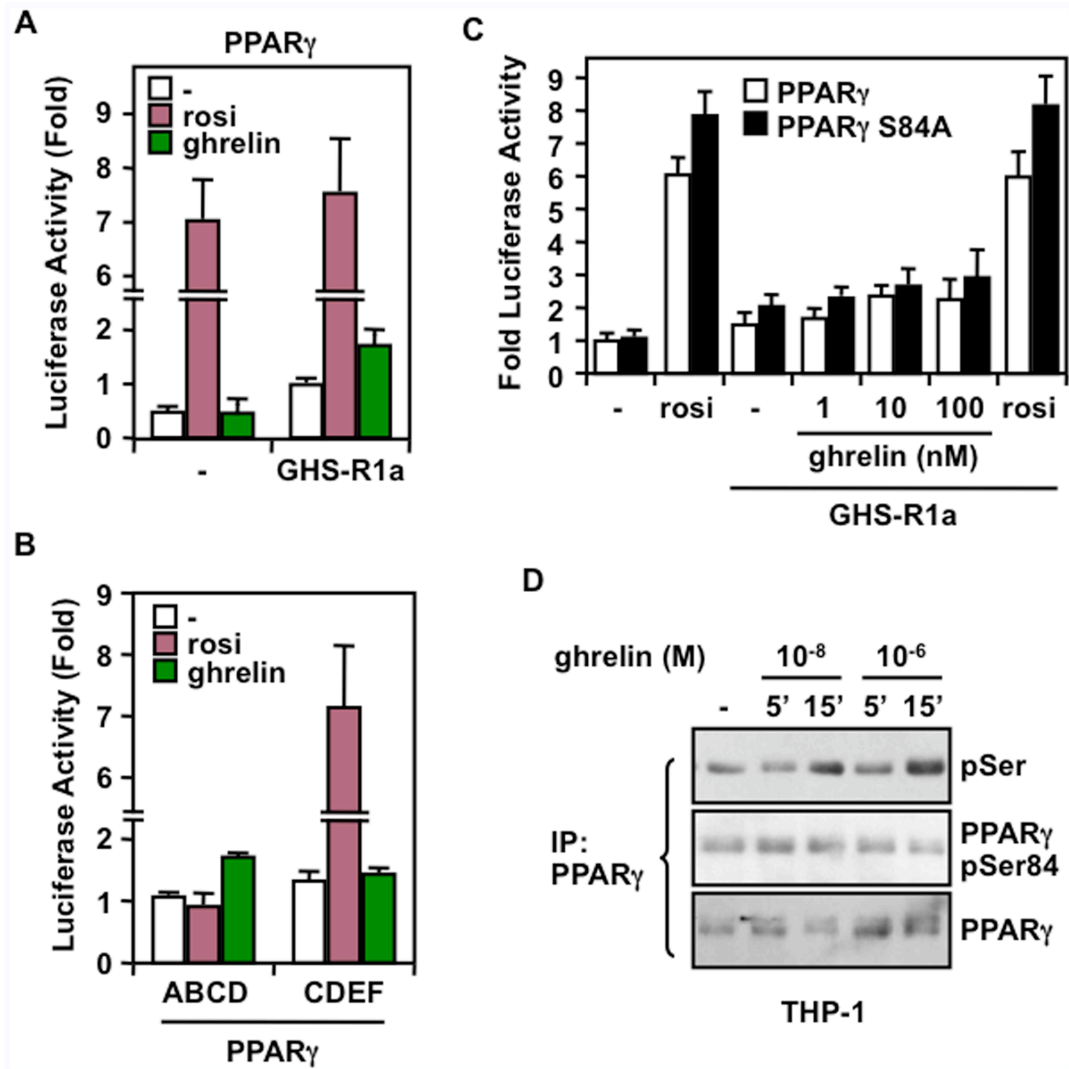 A
PPARγ
Luciferase Activity (Fold)
-
rosi
ghrelin
9
8
7
6
2
1
0
- GHS-R1a
B
Luciferase Activity (Fold)
-
rosi
ghrelin
9
8
7
6
2
1
0
ABCD CDEF
PPARγ
C
Fold Luciferase Activity
PPARγ
PPARγ S84A
9
8
7
6
5
4
3
2
1
0
- rosi - 1 10 100 rosi
ghrelin (nM)
GHS-R1a
D
ghrelin (M) 10-8 10-6
- 5’ 15’ 5’ 15’
IP:
PPARγ
pSer
PPARγ
pSer84
PPARγ
THP-1